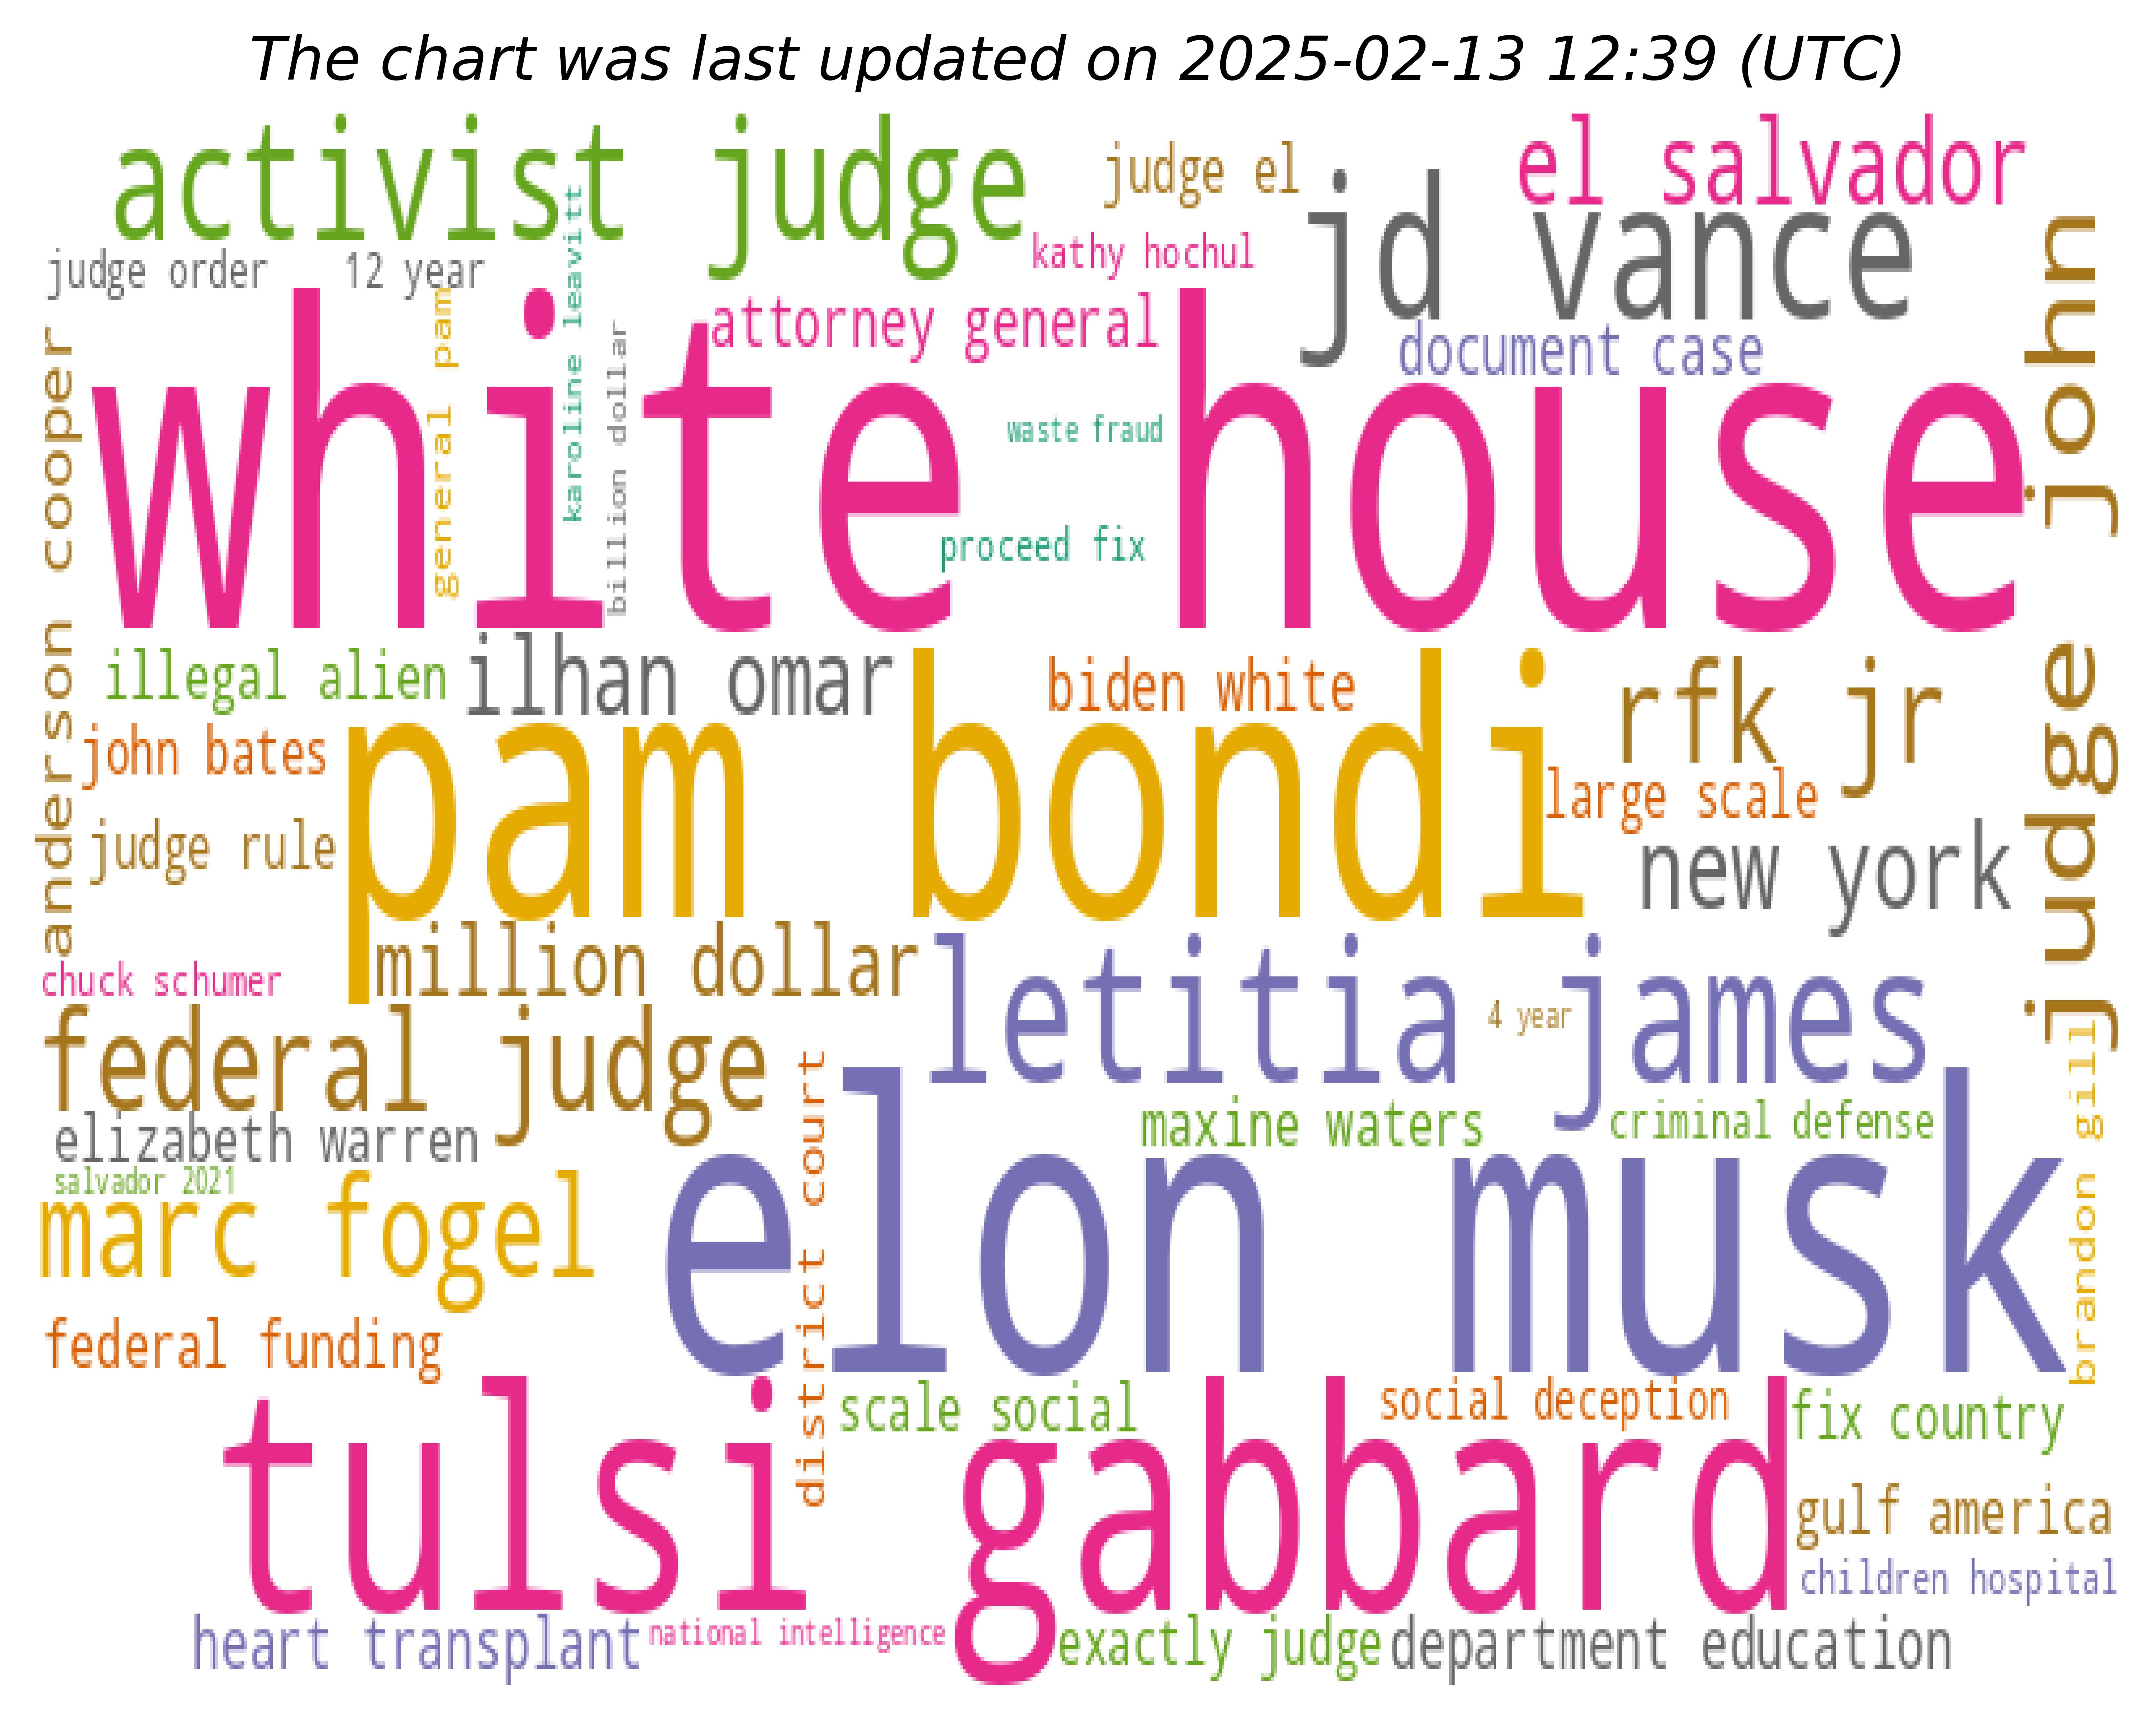 The chart was last updated on 2025-02-13 12:39 (UTC)
activist judge
judge el
el salvador
jd vance
kathy hochul
judge order
12 year
karoline leavitt
general pam
billion dollar
attorney general
document case
judge john
anderson cooper
white house
waste fraud
proceed fix
illegal alien
ilhan omar
biden white
rfk jr
john bates
pam bondi
large scale
judge rule
new york
million dollar
chuck schumer
letitia james
4 year
federal judge
district court
brandon gill
elizabeth warren
maxine waters
criminal defense
salvador 2021
marc fogel
elon musk
federal funding
scale social
social deception
fix country
tulsi gabbard
gulf america
children hospital
heart transplant
national intelligence
exactly judge
department education